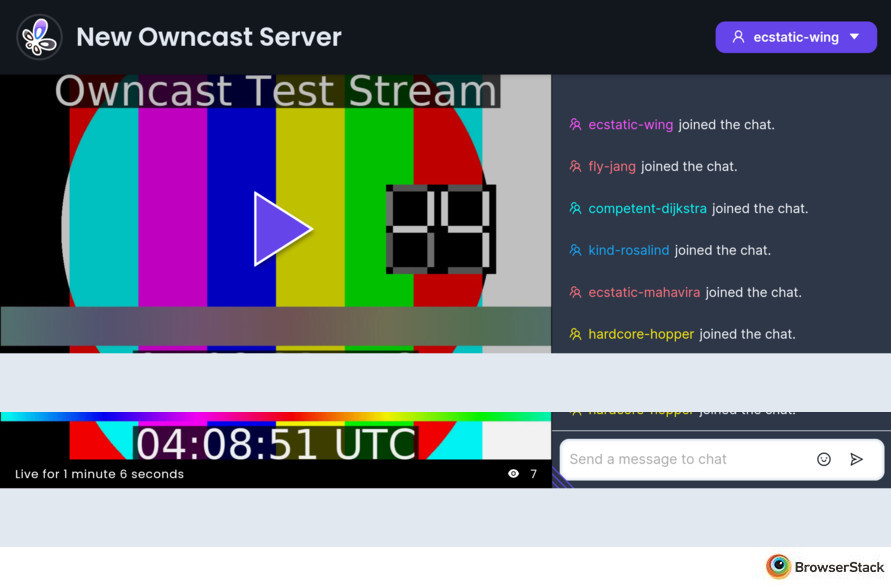 New Owncast Server
ecstatic-wing
Owncast Test Stream
ecstatic-wing joined the chat.
fly-jang joined the chat.
competent-dijkstra joined the chat.
kind-rosalind joined the chat.
ecstatic-mahavira joined the chat.
hardcore-hopper joined the chat.
hardcore-hopper joined the chat.
04:08:51 UTC
Live for 1 minute 6 seconds
7
Send a message to chat
BrowserStack